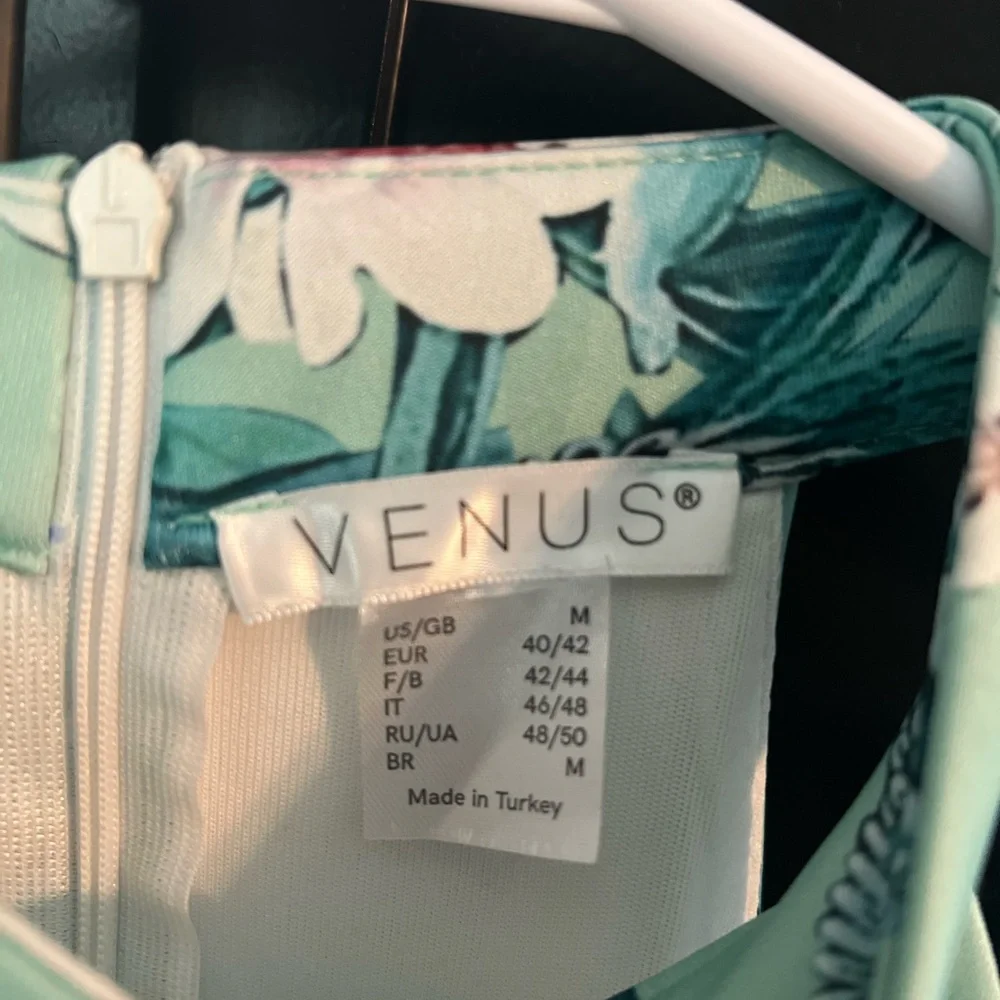 VENUS®
US/GB M
EUR 40/42
F/B 42/44
IT 46/48
RU/UA 48/50
BR M
Made in Turkey